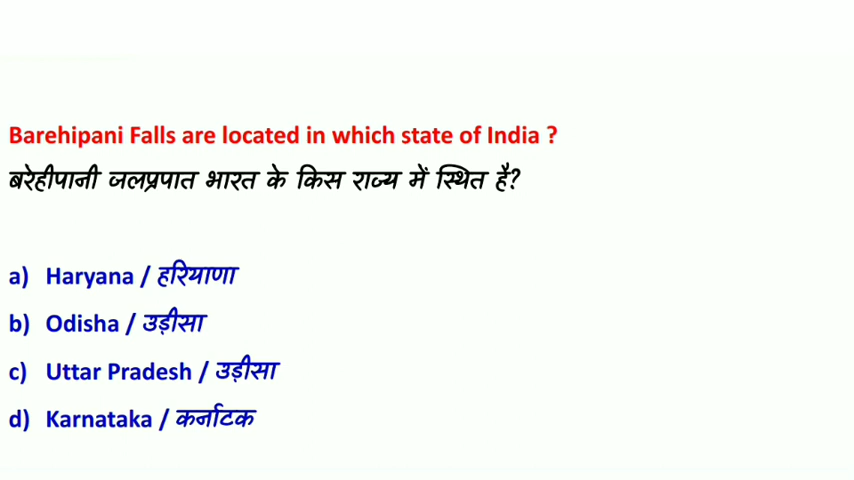 Barehipani Falls are located in which state of India ?
बरेहीपानी जलप्रपात भारत के किस राज्य में स्थित है?
a) Haryana / हरियाणा
b) Odisha / उड़ीसा
c) Uttar Pradesh / उड़ीसा
d) Karnataka / कर्नाटक